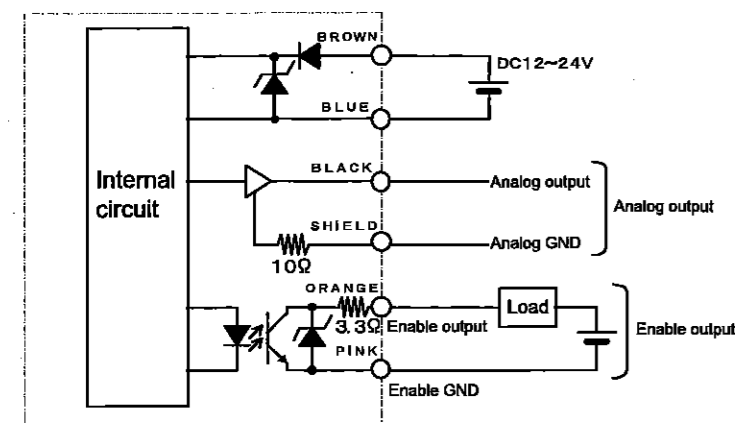 BROWN
DC12~24V
BLUE
Internal
circuit
BLACK
Analog output
Analog output
SHIELD
Analog GND
10Ω
ORANGE
Load
3.3Ω
Enable output
Enable output
PINK
Enable GND